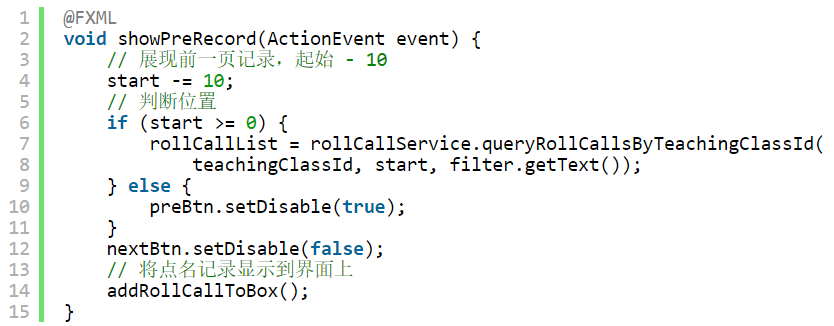 1 @FXML
2 void showPreRecord(ActionEvent event) {
3 // 展现前一页记录，起始 - 10
4 start -= 10;
5 // 判断位置
6 if (start >= 0) {
7 rollCallList = rollCallService.queryRollCallsByTeachingClassId(
8 teachingClassId, start, filter.getText());
9 } else {
10 preBtn.setDisable(true);
11 }
12 nextBtn.setDisable(false);
13 // 将点名记录显示到界面上
14 addRollCallToBox();
15 }